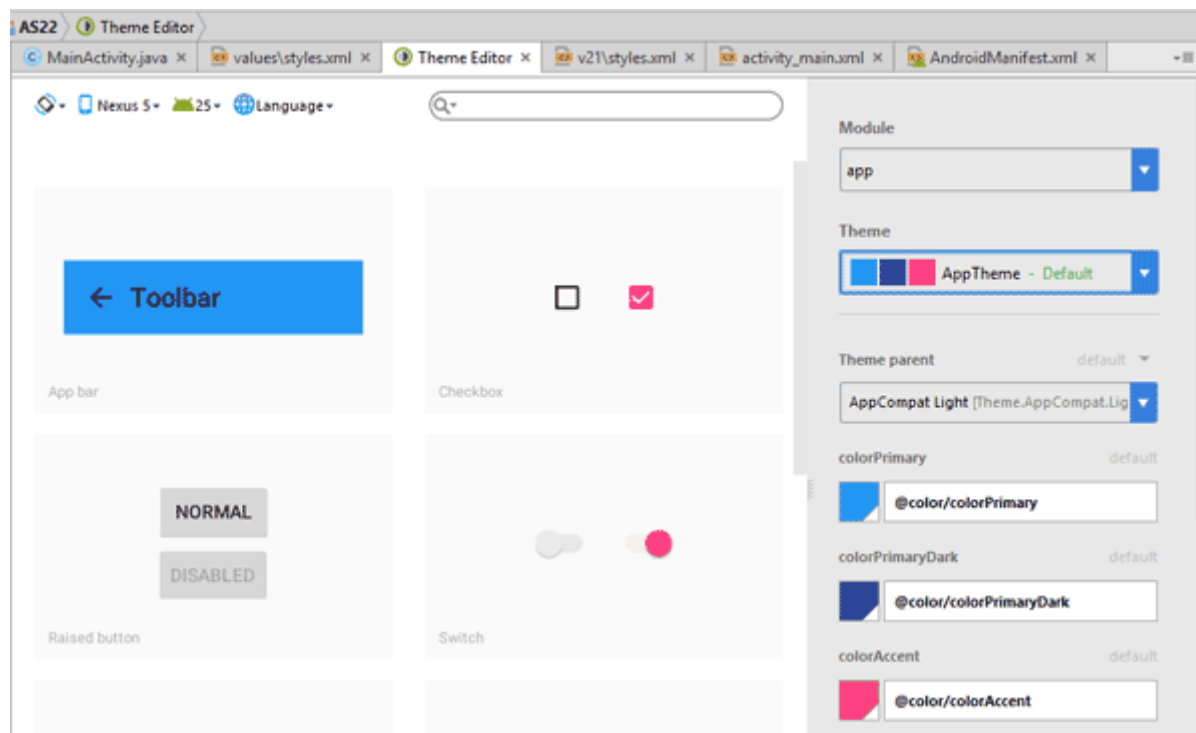 AS22 Theme Editor
MainActivity.java values\styles.xml Theme Editor v21\styles.xml activity_main.xml AndroidManifest.xml
Nexus 5 25 Language
Module
app
Theme
AppTheme - Default
Toolbar
App bar
Checkbox
Theme parent default
AppCompat Light [Theme.AppCompat.Lig
colorPrimary default
@color/colorPrimary
NORMAL
DISABLED
Raised button
Switch
colorPrimaryDark default
@color/colorPrimaryDark
colorAccent default
@color/colorAccent